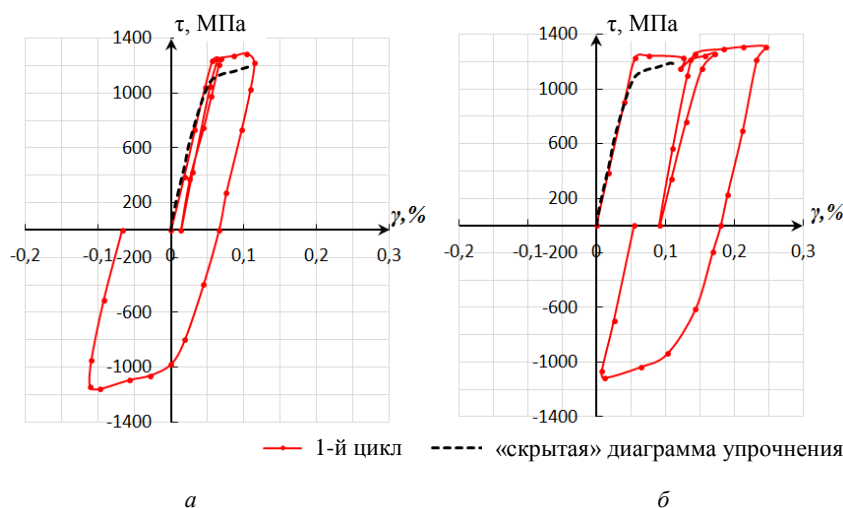 τ, МПа τ, МПа
1400 1400
1000 1000
600 600
200 200
γ,% γ,%
-0,2 -0,1 0 0,1 0,2 0,3 -0,2 -0,1 0 0,1 0,2 0,3
-200 -200
-600 -600
-1000 -1000
-1400 -1400
1-й цикл «скрытая» диаграмма упрочнения
а б